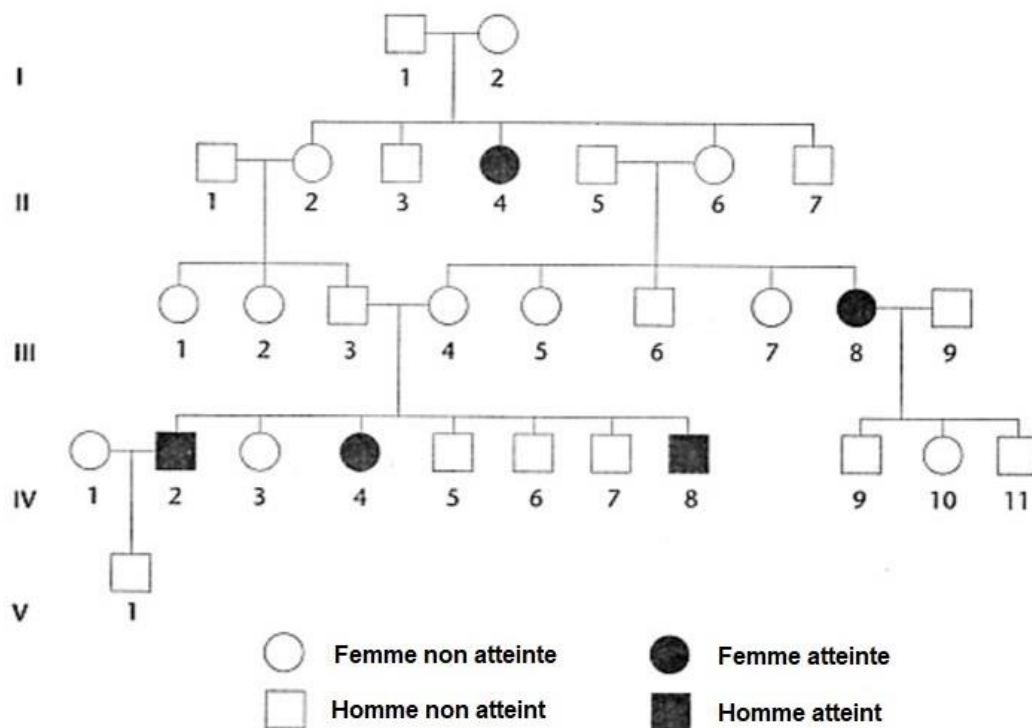 1 2
I
1 2 3 4 5 6 7
II
1 2 3 4 5 6 7 8 9
III
1 2 3 4 5 6 7 8 9 10 11
IV
1
V
Femme non atteinte Femme atteinte
Homme non atteint Homme atteint